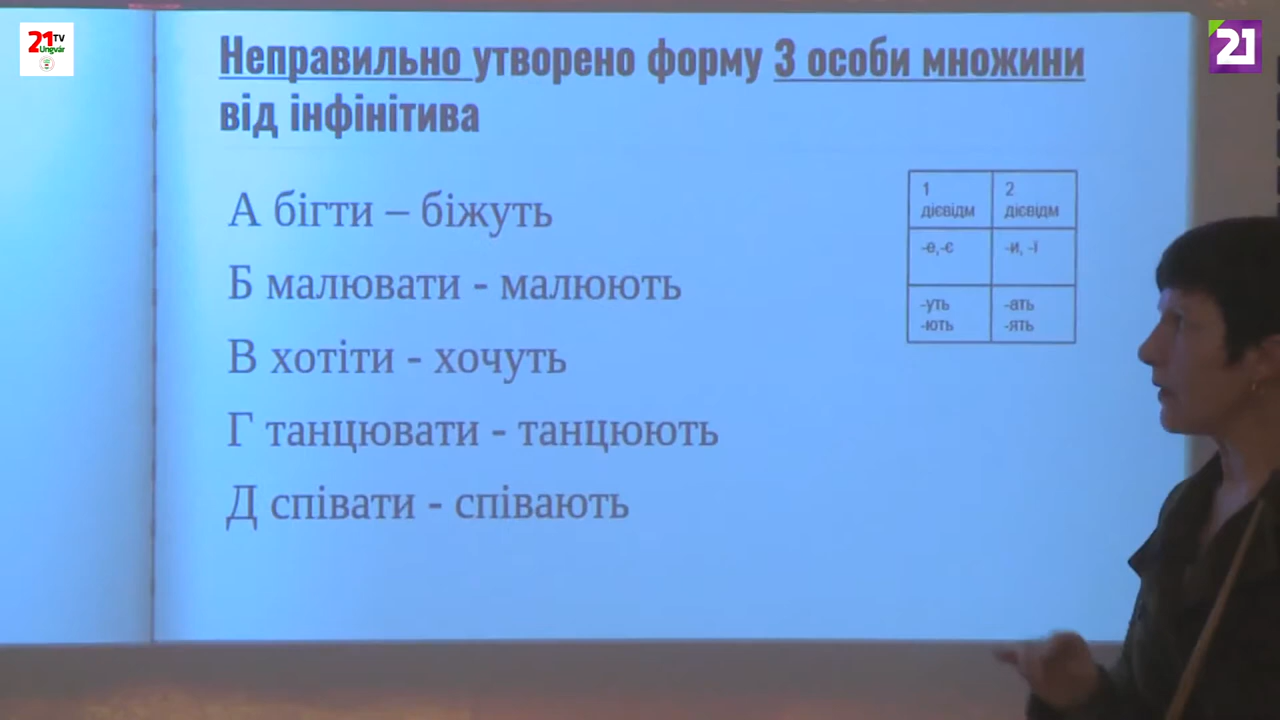 21 TV
Ungvár
21
Неправильно утворено форму 3 особи множини
від інфінітива
А бігти – біжуть
Б малювати - малюють
В хотіти - хочуть
Г танцювати - танцюють
Д співати - співають
1 дієвідм
2 дієвідм
-е,-є
-и, -ї
-уть
-ють
-ать
-ять